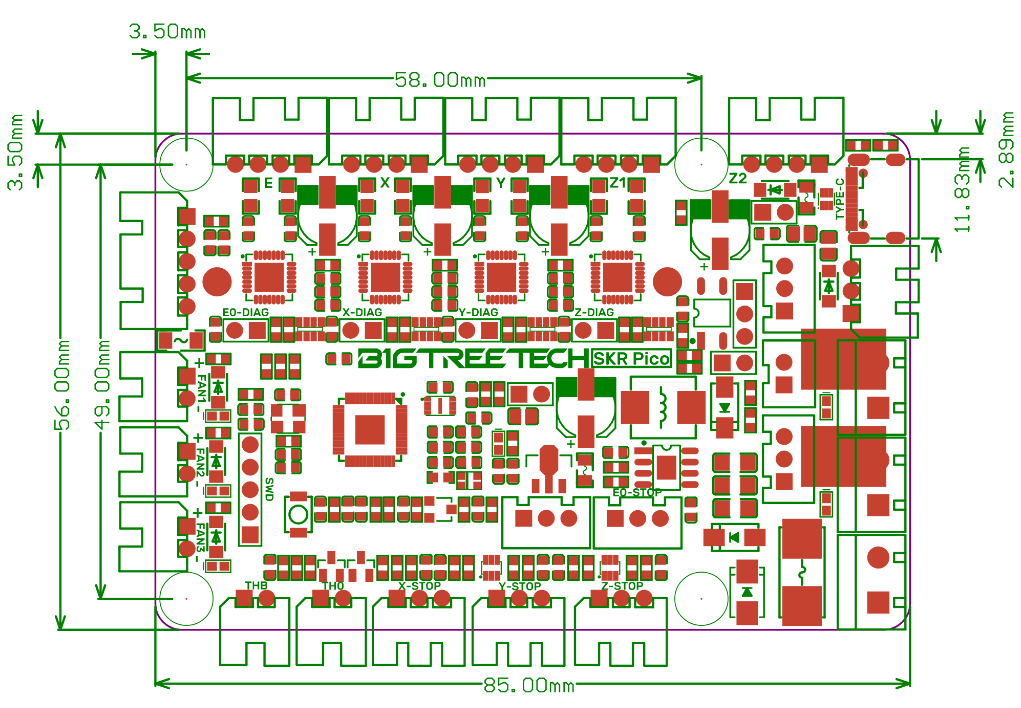 3.50mm
58.00mm
3.50mm
2.89mm
11.83mm
66.00mm
49.00mm
85.00mm
E
X
Y
Z1
Z2
TYPE-C
+
+
+
+
E0-DIAG
X-DIAG
Y-DIAG
Z-DIAG
BIGTREETECH
SKR Pico
+
FAN1
-
+
FAN2
-
+
FAN3
-
SWD
+
E0-STOP
THB
TH0
X-STOP
Y-STOP
Z-STOP